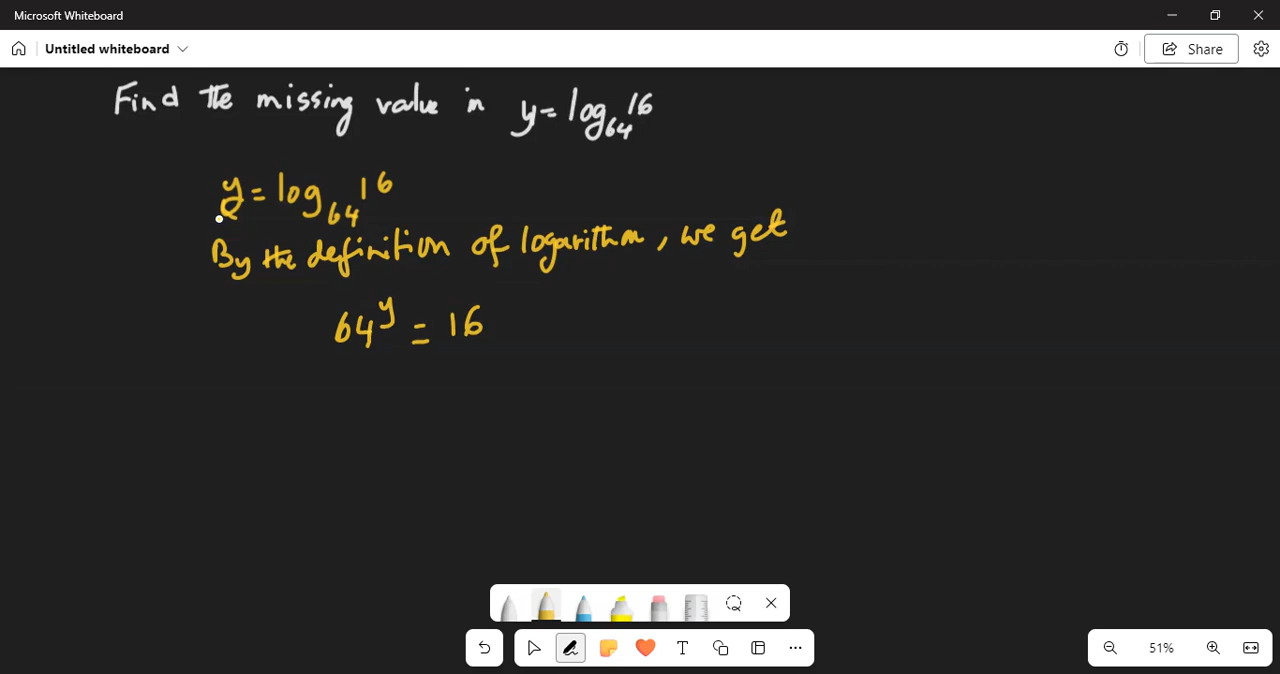 Microsoft Whiteboard
Untitled whiteboard
Share
Find the missing value in y = log₆₄ 16
y = log₆₄ 16
By the definition of logarithm, we get
64ʸ = 16
51%